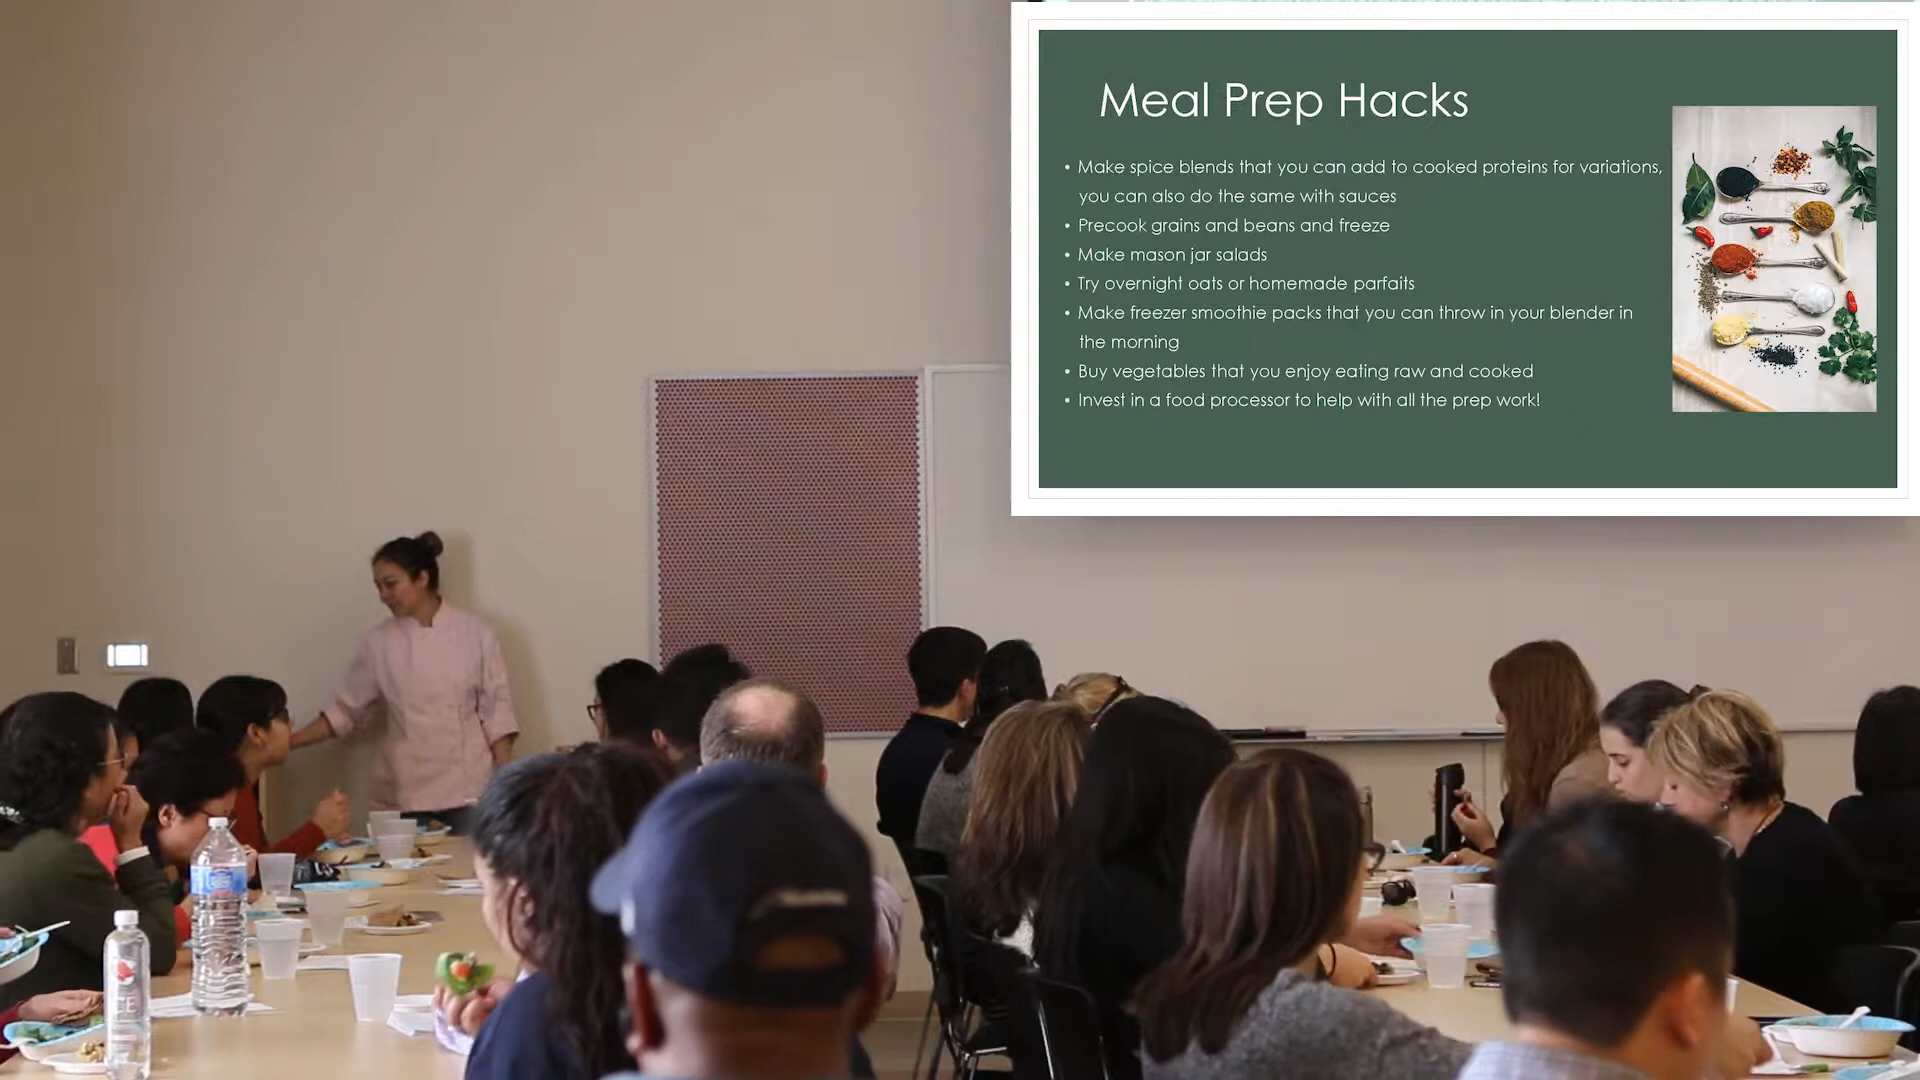 Meal Prep Hacks
• Make spice blends that you can add to cooked proteins for variations,
you can also do the same with sauces
• Precook grains and beans and freeze
• Make mason jar salads
• Try overnight oats or homemade parfaits
• Make freezer smoothie packs that you can throw in your blender in
the morning
• Buy vegetables that you enjoy eating raw and cooked
• Invest in a food processor to help with all the prep work!